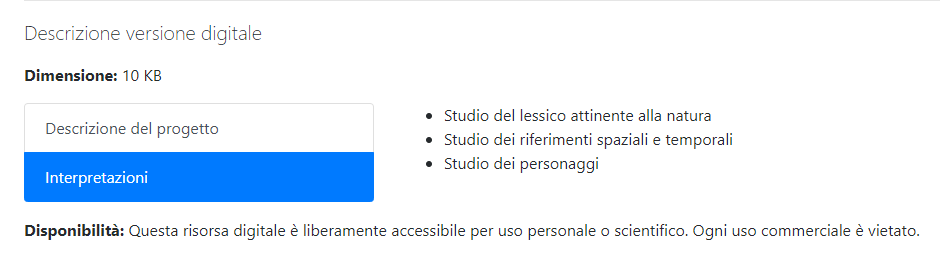 Descrizione versione digitale
Dimensione: 10 KB
Descrizione del progetto
Interpretazioni
Studio del lessico attinente alla natura
Studio dei riferimenti spaziali e temporali
Studio dei personaggi
Disponibilità: Questa risorsa digitale è liberamente accessibile per uso personale o scientifico. Ogni uso commerciale è vietato.